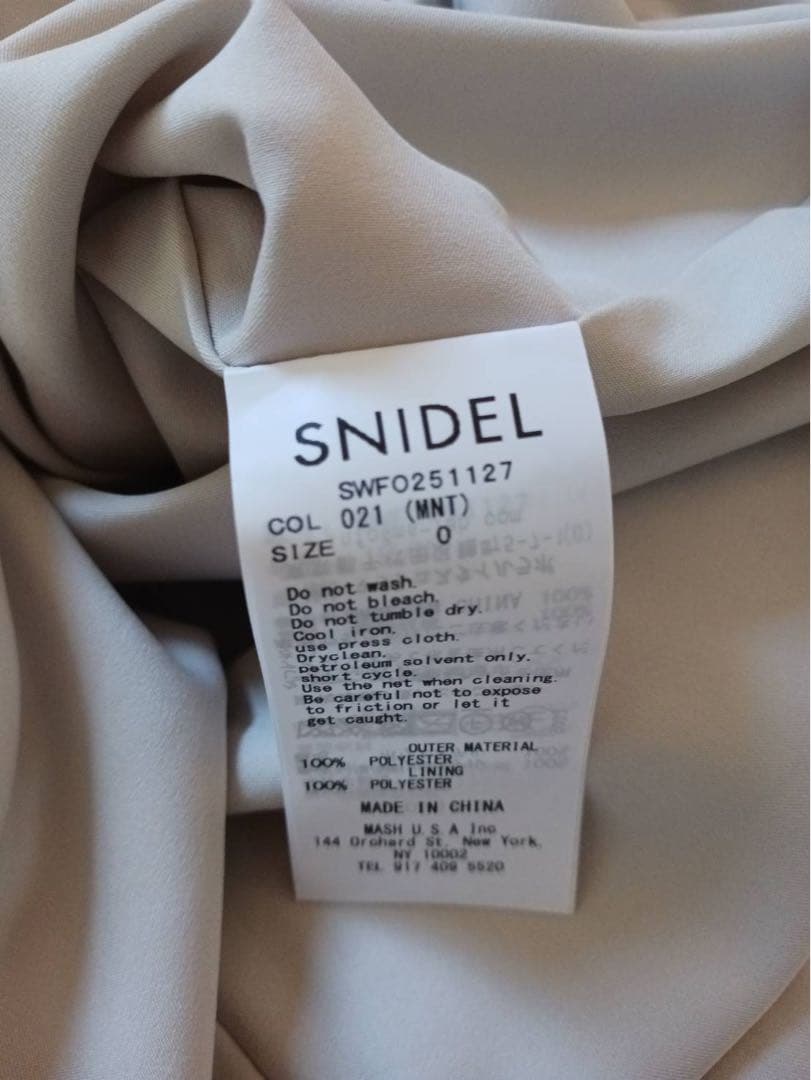 SNIDEL
SWFO251127
COL 021 (MNT)
SIZE 0
Do not wash.
Do not bleach.
Do not tumble dry.
Cool iron.
use press cloth.
Dryclean.
petroleum solvent only.
short cycle.
Use the net when cleaning.
Be careful not to expose
to friction or let it
get caught.
OUTER MATERIAL
100% POLYESTER
LINING
100% POLYESTER
MADE IN CHINA
MASH U.S.A Inc
144 Orchard St. New York,
NY 10002
TEL 917 409 5520